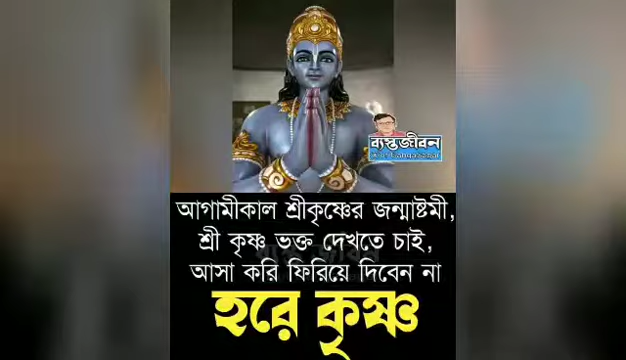 ব্যস্তজীবন
আগামীকাল শ্রীকৃষ্ণের জন্মাষ্টমী,
শ্রী কৃষ্ণ ভক্ত দেখতে চাই,
আসা করি ফিরিয়ে দিবেন না
হরে কৃষ্ণ